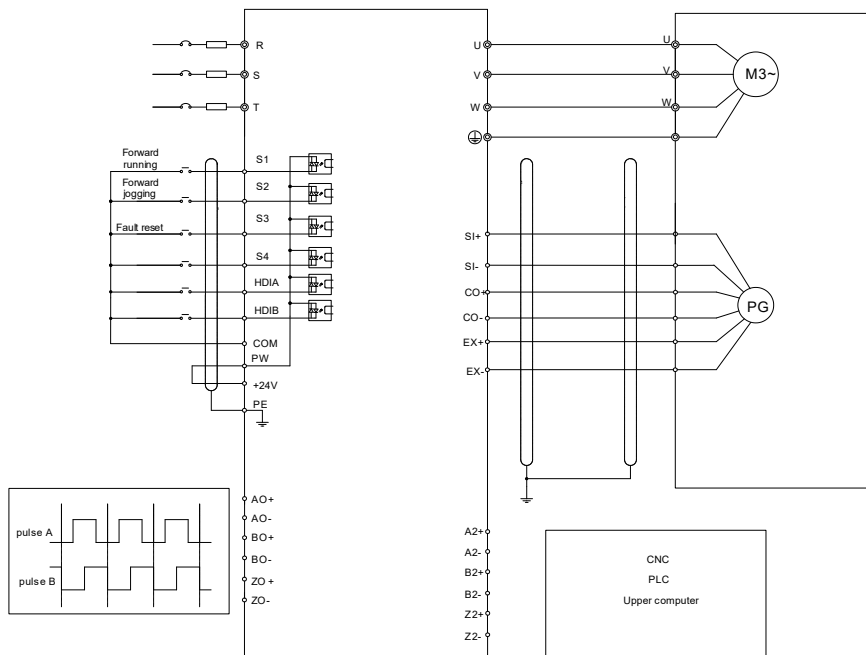 R
S
T
U
V
W
U
V
W
M3~
Forward
running
S1
Forward
jogging
S2
Fault reset
S3
S4
HDIA
HDIB
COM
PW
+24V
PE
SI+
SI-
CO+
CO-
EX+
EX-
PG
AO+
AO-
BO+
BO-
ZO+
ZO-
pulse A
pulse B
A2+
A2-
B2+
B2-
Z2+
Z2-
CNC
PLC
Upper computer